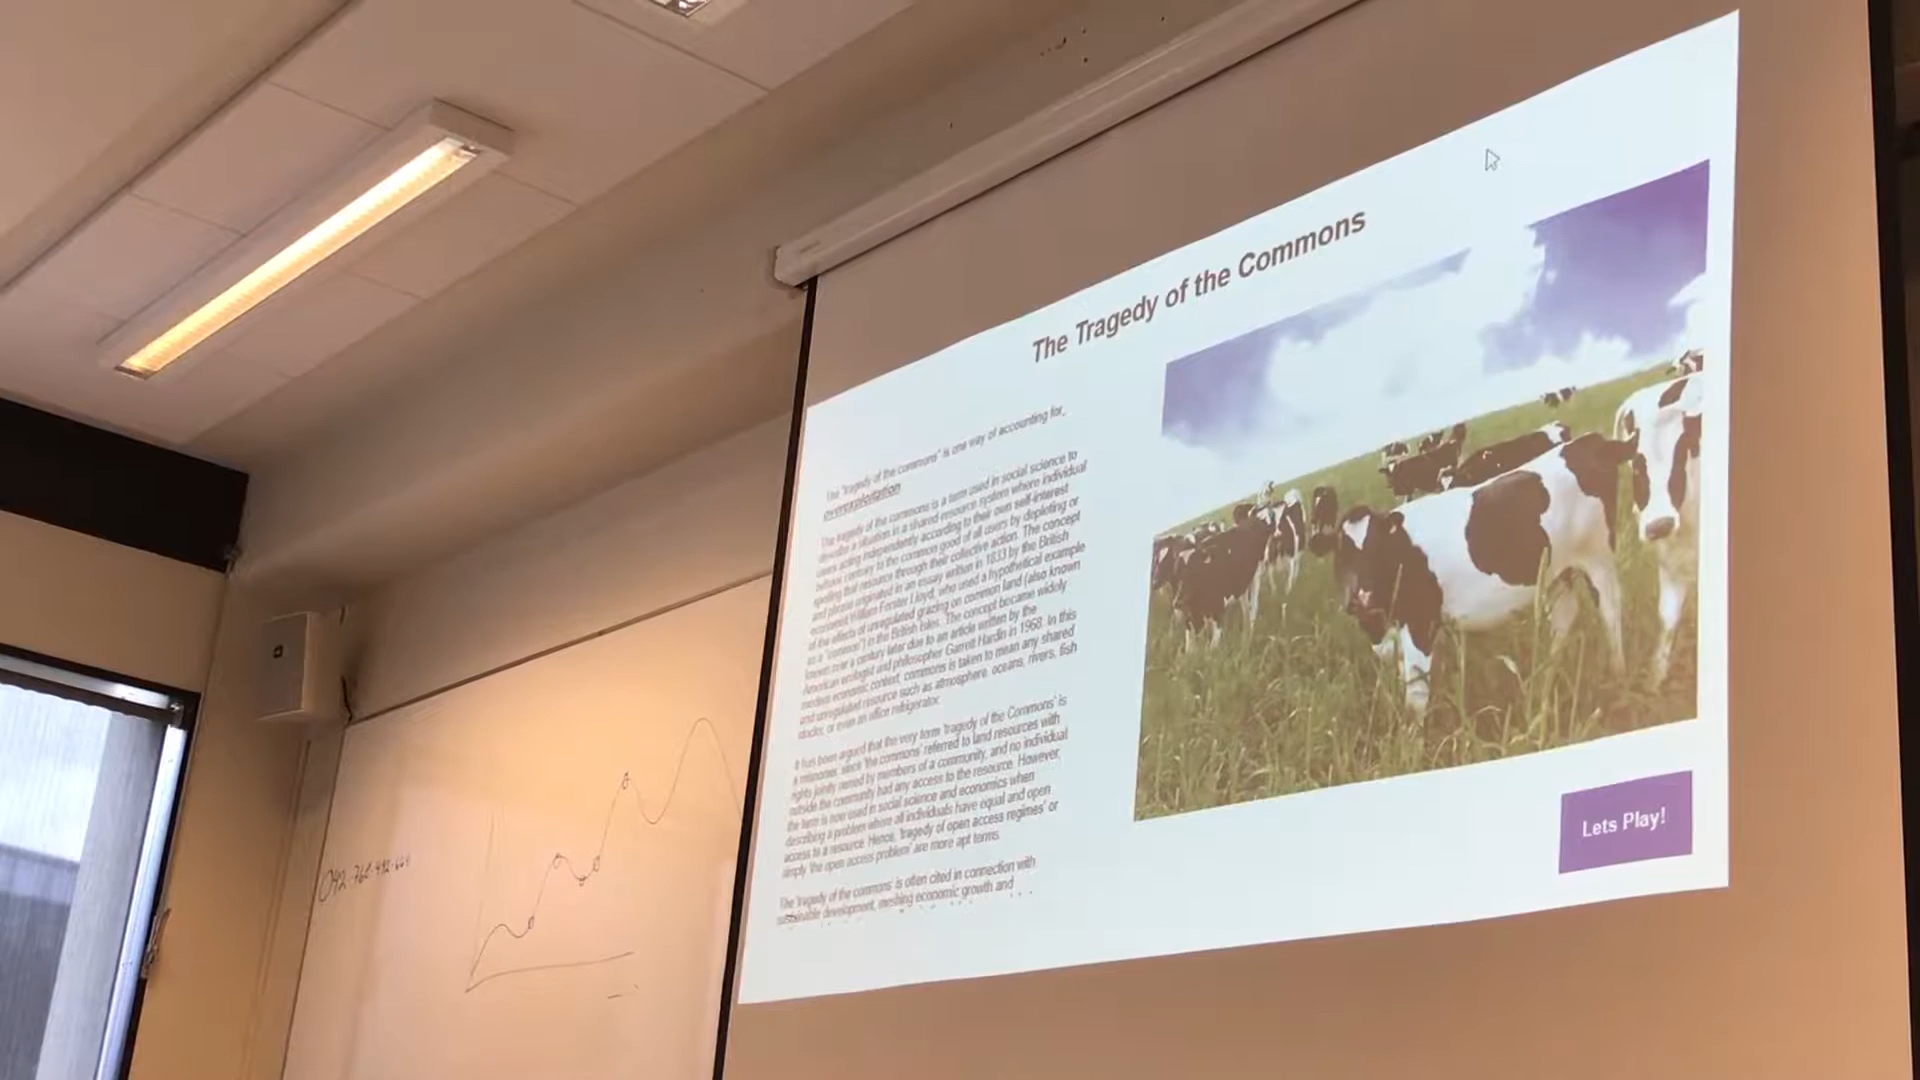 The Tragedy of the Commons
The "tragedy of the commons" is one way of accounting for,
overexploitation
The tragedy of the commons is a term used in social science to
describe a situation in a shared resource system where individual
users acting independently according to their own self-interest
behave contrary to the common good of all users by depleting or
spoiling that resource through their collective action. The concept
and phrase originated in an essay written in 1833 by the British
economist William Forster Lloyd, who used a hypothetical example
of the effects of unregulated grazing on common land (also known
as a "common") in the British Isles. The concept became widely
known over a century later due to an article written by the
American ecologist and philosopher Garrett Hardin in 1968. In this
modern economic context, commons is taken to mean any shared
and unregulated resource such as atmosphere, oceans, rivers, fish
stocks, or even an office refrigerator.
It has been argued that the very term 'tragedy of the Commons' is
a misnomer, since 'the commons' referred to land resources with
rights jointly owned by members of a community, and no individual
outside the community had any access to the resource. However,
the term is now used in social science and economics when
describing a problem where all individuals have equal and open
access to a resource. Hence, 'tragedy of open access regimes' or
simply 'the open access problem' are more apt terms.
The 'tragedy of the commons' is often cited in connection with
sustainable development, meshing economic growth and
Lets Play!